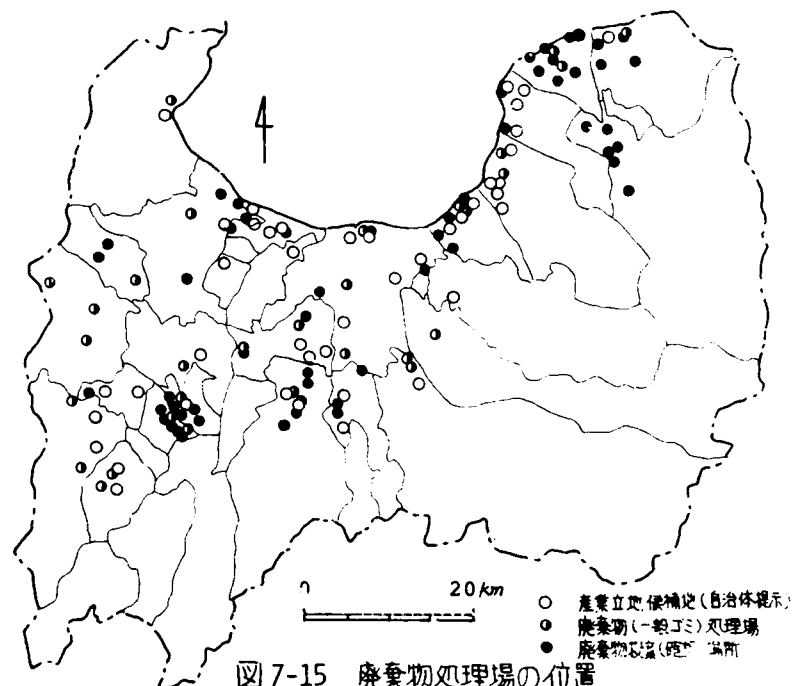 0 20km
○ 産業立地候補地(自治体提示)
◐ 廃棄物(一般ゴミ)処理場
● 廃棄物投棄
図7-15 廃棄物処理場の位置